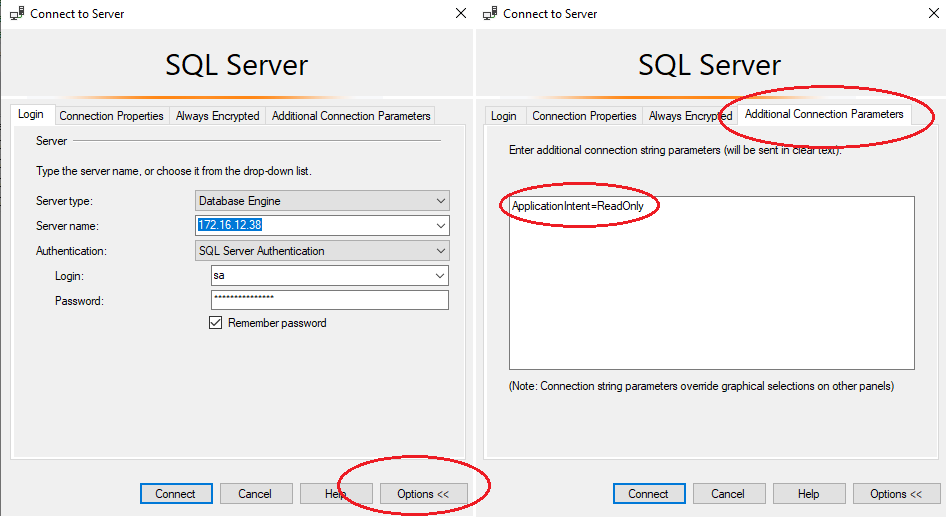 Connect to Server
SQL Server
Login
Connection Properties
Always Encrypted
Additional Connection Parameters
Server
Type the server name, or choose it from the drop-down list.
Server type:
Database Engine
Server name:
172.16.12.38
Authentication:
SQL Server Authentication
Login:
sa
Password:
***************
Remember password
Connect
Cancel
Help
Options <<
Connect to Server
SQL Server
Login
Connection Properties
Always Encrypted
Additional Connection Parameters
Enter additional connection string parameters (will be sent in clear text):
ApplicationIntent=ReadOnly
(Note: Connection string parameters override graphical selections on other panels)
Connect
Cancel
Help
Options <<